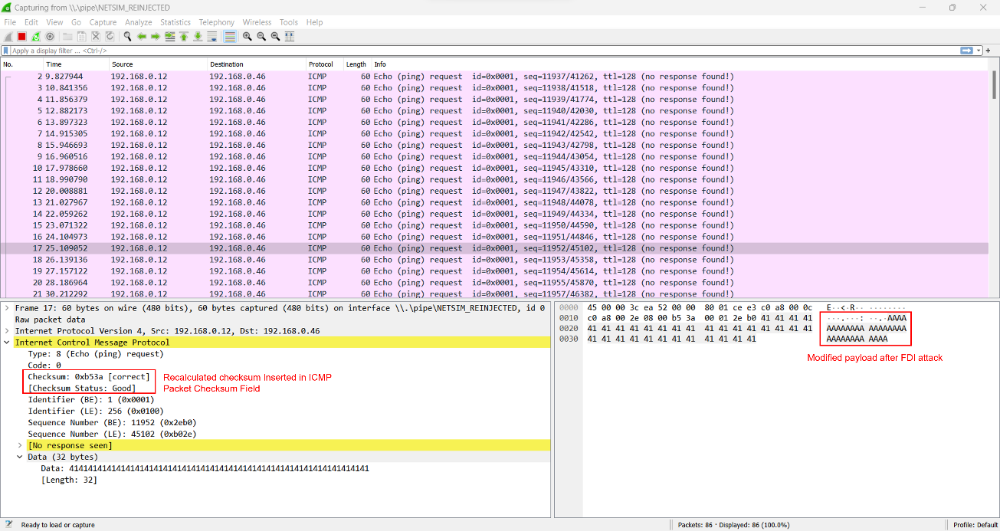 Capturing from \\.\pipe\NETSIM_REINJECTED
File Edit View Go Capture Analyze Statistics Telephony Wireless Tools Help
Apply a display filter ... <Ctrl-/>
No. Time Source Destination Protocol Length Info
2 9.827944 192.168.0.12 192.168.0.46 ICMP 60 Echo (ping) request id=0x0001, seq=11937/41262, ttl=128 (no response found!)
3 10.841356 192.168.0.12 192.168.0.46 ICMP 60 Echo (ping) request id=0x0001, seq=11938/41518, ttl=128 (no response found!)
4 11.856379 192.168.0.12 192.168.0.46 ICMP 60 Echo (ping) request id=0x0001, seq=11939/41774, ttl=128 (no response found!)
5 12.882173 192.168.0.12 192.168.0.46 ICMP 60 Echo (ping) request id=0x0001, seq=11940/42030, ttl=128 (no response found!)
6 13.897323 192.168.0.12 192.168.0.46 ICMP 60 Echo (ping) request id=0x0001, seq=11941/42286, ttl=128 (no response found!)
7 14.915305 192.168.0.12 192.168.0.46 ICMP 60 Echo (ping) request id=0x0001, seq=11942/42542, ttl=128 (no response found!)
8 15.946693 192.168.0.12 192.168.0.46 ICMP 60 Echo (ping) request id=0x0001, seq=11943/42798, ttl=128 (no response found!)
9 16.960516 192.168.0.12 192.168.0.46 ICMP 60 Echo (ping) request id=0x0001, seq=11944/43054, ttl=128 (no response found!)
10 17.978660 192.168.0.12 192.168.0.46 ICMP 60 Echo (ping) request id=0x0001, seq=11945/43310, ttl=128 (no response found!)
11 18.990790 192.168.0.12 192.168.0.46 ICMP 60 Echo (ping) request id=0x0001, seq=11946/43566, ttl=128 (no response found!)
12 20.008881 192.168.0.12 192.168.0.46 ICMP 60 Echo (ping) request id=0x0001, seq=11947/43822, ttl=128 (no response found!)
13 21.027967 192.168.0.12 192.168.0.46 ICMP 60 Echo (ping) request id=0x0001, seq=11948/44078, ttl=128 (no response found!)
14 22.059262 192.168.0.12 192.168.0.46 ICMP 60 Echo (ping) request id=0x0001, seq=11949/44334, ttl=128 (no response found!)
15 23.071322 192.168.0.12 192.168.0.46 ICMP 60 Echo (ping) request id=0x0001, seq=11950/44590, ttl=128 (no response found!)
16 24.104973 192.168.0.12 192.168.0.46 ICMP 60 Echo (ping) request id=0x0001, seq=11951/44846, ttl=128 (no response found!)
17 25.109052 192.168.0.12 192.168.0.46 ICMP 60 Echo (ping) request id=0x0001, seq=11952/45102, ttl=128 (no response found!)
18 26.139136 192.168.0.12 192.168.0.46 ICMP 60 Echo (ping) request id=0x0001, seq=11953/45358, ttl=128 (no response found!)
19 27.157122 192.168.0.12 192.168.0.46 ICMP 60 Echo (ping) request id=0x0001, seq=11954/45614, ttl=128 (no response found!)
20 28.186964 192.168.0.12 192.168.0.46 ICMP 60 Echo (ping) request id=0x0001, seq=11955/45870, ttl=128 (no response found!)
21 30.212292 192.168.0.12 192.168.0.46 ICMP 60 Echo (ping) request id=0x0001, seq=11957/46382, ttl=128 (no response found!)
Frame 17: 60 bytes on wire (480 bits), 60 bytes captured (480 bits) on interface \\.\pipe\NETSIM_REINJECTED, id 0
Raw packet data
Internet Protocol Version 4, Src: 192.168.0.12, Dst: 192.168.0.46
Internet Control Message Protocol
Type: 8 (Echo (ping) request)
Code: 0
Checksum: 0xb53a [correct]
[Checksum Status: Good]
Recalculated checksum Inserted in ICMP
Packet Checksum Field
Identifier (BE): 1 (0x0001)
Identifier (LE): 256 (0x0100)
Sequence Number (BE): 11952 (0x2eb0)
Sequence Number (LE): 45102 (0xb02e)
[No response seen]
Data (32 bytes)
Data: 4141414141414141414141414141414141414141414141414141414141414141
[Length: 32]
0000 45 00 00 3c ea 52 00 00 80 01 ce e3 c0 a8 00 0c E··<·R·· ········
0010 c0 a8 00 2e 08 00 b5 3a 00 01 2e b0 41 41 41 41 ···.···: ··.·AAAA
0020 41 41 41 41 41 41 41 41 41 41 41 41 41 41 41 41 AAAAAAAA AAAAAAAA
0030 41 41 41 41 41 41 41 41 41 41 41 41 AAAAAAAA AAAA
Modified payload after FDI attack
Ready to load or capture
Packets: 86 · Displayed: 86 (100.0%)
Profile: Default